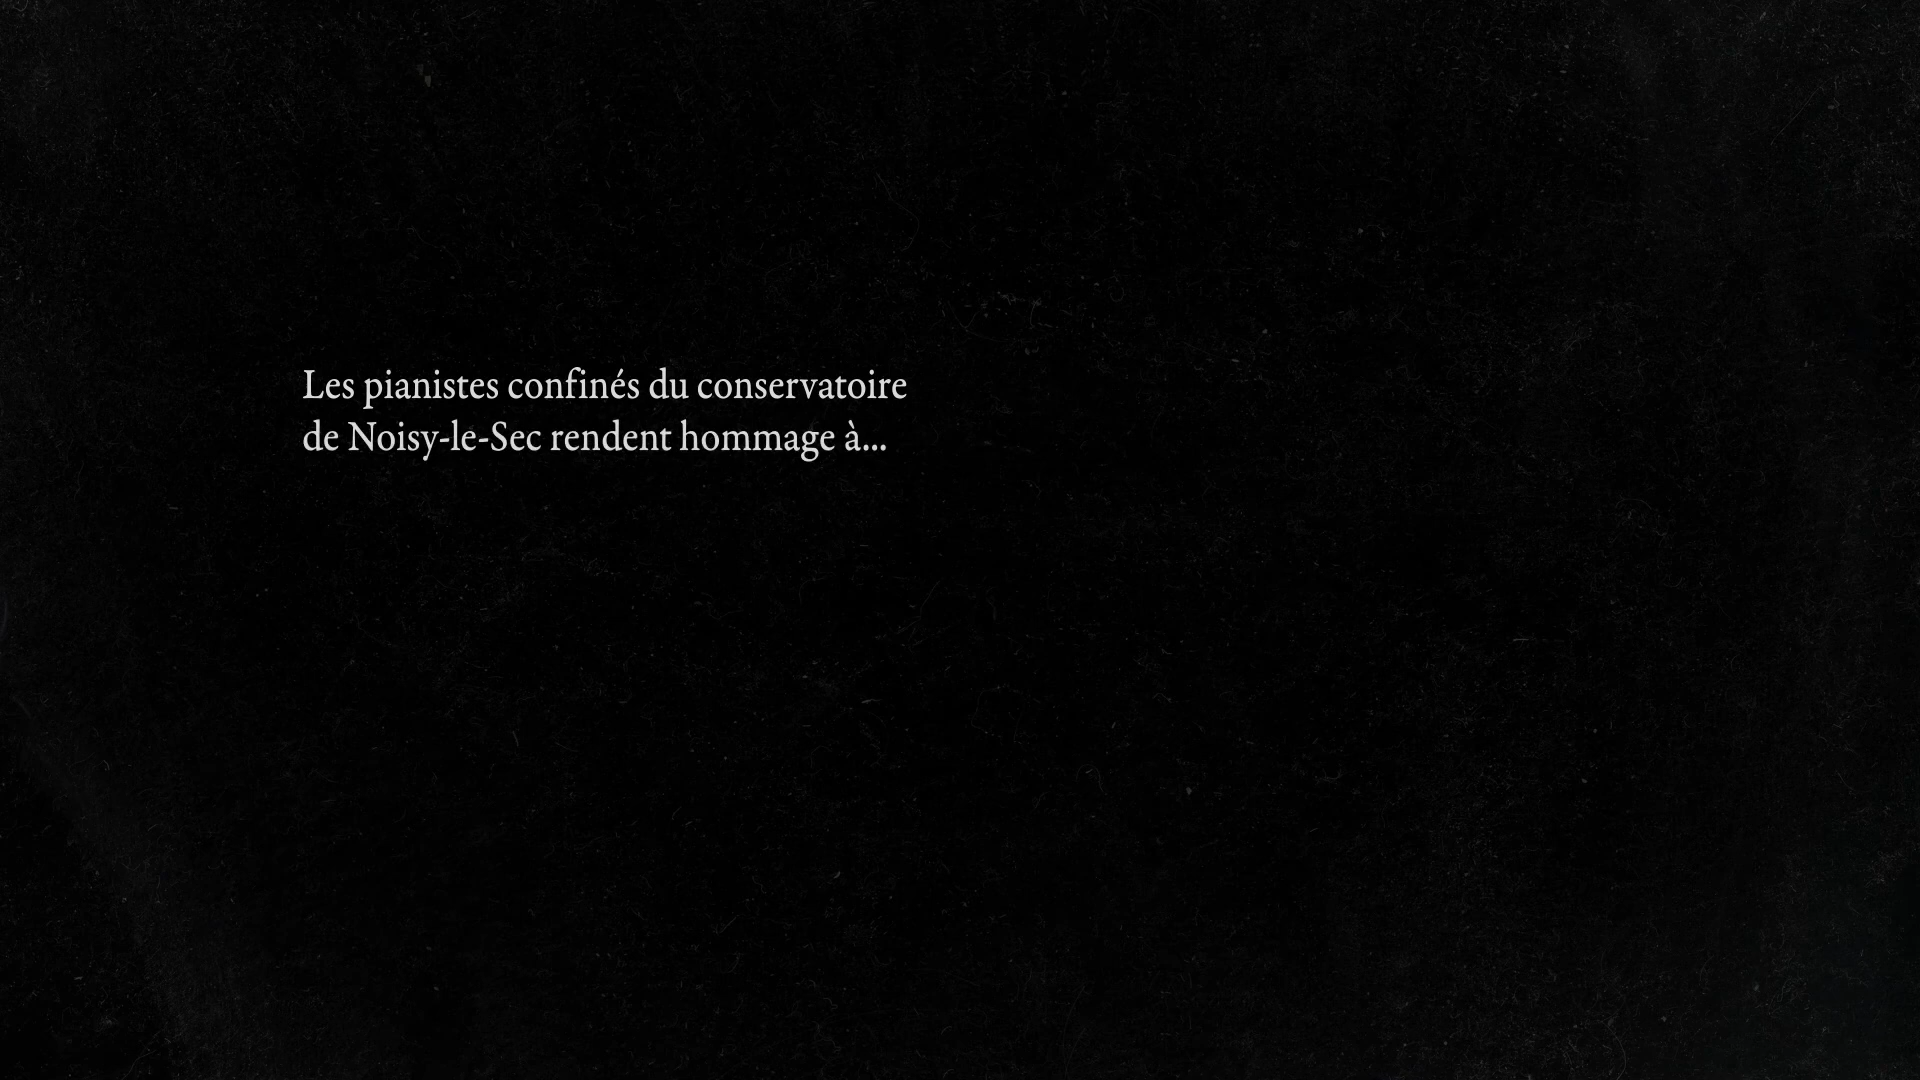 Les pianistes confinés du conservatoire
de Noisy-le-Sec rendent hommage à...